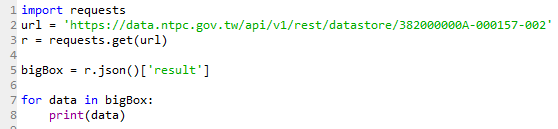 1 import requests
2 url = 'https://data.ntpc.gov.tw/api/v1/rest/datastore/382000000A-000157-002'
3 r = requests.get(url)
4
5 bigBox = r.json()['result']
6
7 for data in bigBox:
8     print(data)